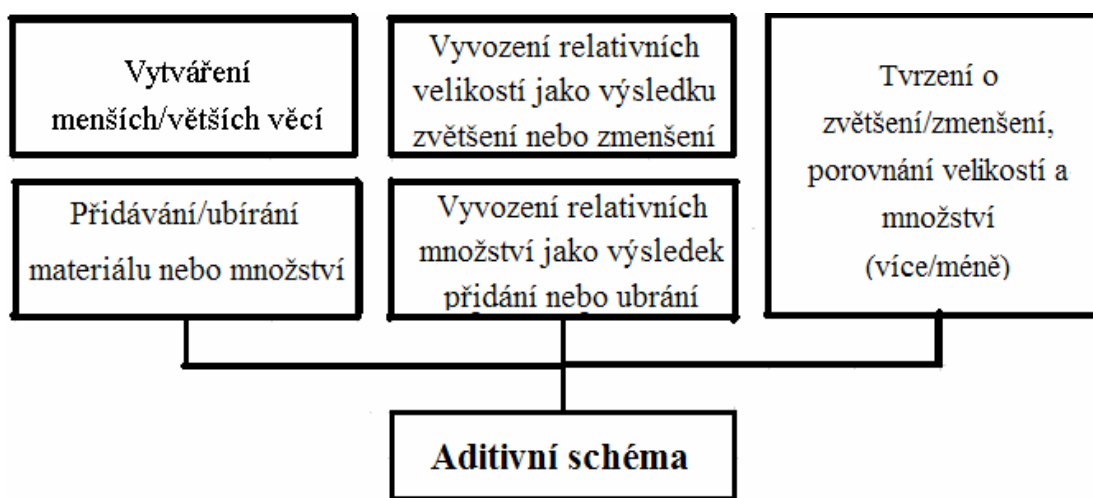 Vytváření
menších/větších věcí
Vyvození relativních
velikostí jako výsledku
zvětšení nebo zmenšení
Tvrzení o
zvětšení/zmenšení,
porovnání velikostí a
množství
(více/méně)
Přidávání/ubírání
materiálu nebo množství
Vyvození relativních
množství jako výsledek
přidání nebo ubrání
Aditivní schéma